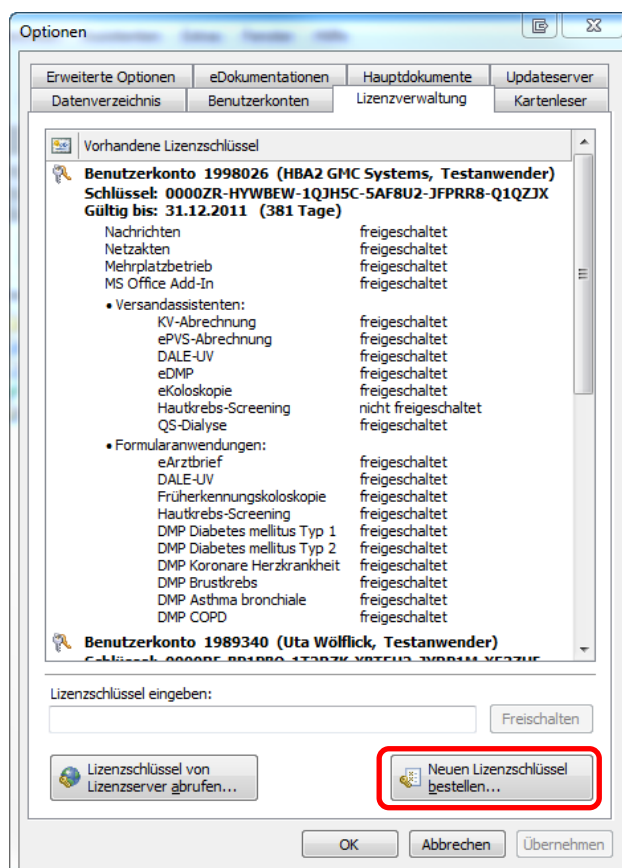 Optionen
Erweiterte Optionen eDokumentationen Hauptdokumente Updateserver
Datenverzeichnis Benutzerkonten Lizenzverwaltung Kartenleser
Vorhandene Lizenzschlüssel
Benutzerkonto 1998026 (HBA2 GMC Systems, Testanwender)
Schlüssel: 0000ZR-HYWBEW-1QJH5C-5AF8U2-JFPRR8-Q1QZJX
Gültig bis: 31.12.2011 (381 Tage)
Nachrichten freigeschaltet
Netzakten freigeschaltet
Mehrplatzbetrieb freigeschaltet
MS Office Add-In freigeschaltet
• Versandassistenten:
KV-Abrechnung freigeschaltet
ePVS-Abrechnung freigeschaltet
DALE-UV freigeschaltet
eDMP freigeschaltet
eKoloskopie freigeschaltet
Hautkrebs-Screening nicht freigeschaltet
QS-Dialyse freigeschaltet
• Formularanwendungen:
eArztbrief freigeschaltet
DALE-UV freigeschaltet
Früherkennungskoloskopie freigeschaltet
Hautkrebs-Screening freigeschaltet
DMP Diabetes mellitus Typ 1 freigeschaltet
DMP Diabetes mellitus Typ 2 freigeschaltet
DMP Koronare Herzkrankheit freigeschaltet
DMP Brustkrebs freigeschaltet
DMP Asthma bronchiale freigeschaltet
DMP COPD freigeschaltet
Benutzerkonto 1989340 (Uta Wölflick, Testanwender)
Lizenzschlüssel eingeben:
Freischalten
Lizenzschlüssel von
Lizenzserver abrufen...
Neuen Lizenzschlüssel
bestellen...
OK Abbrechen Übernehmen